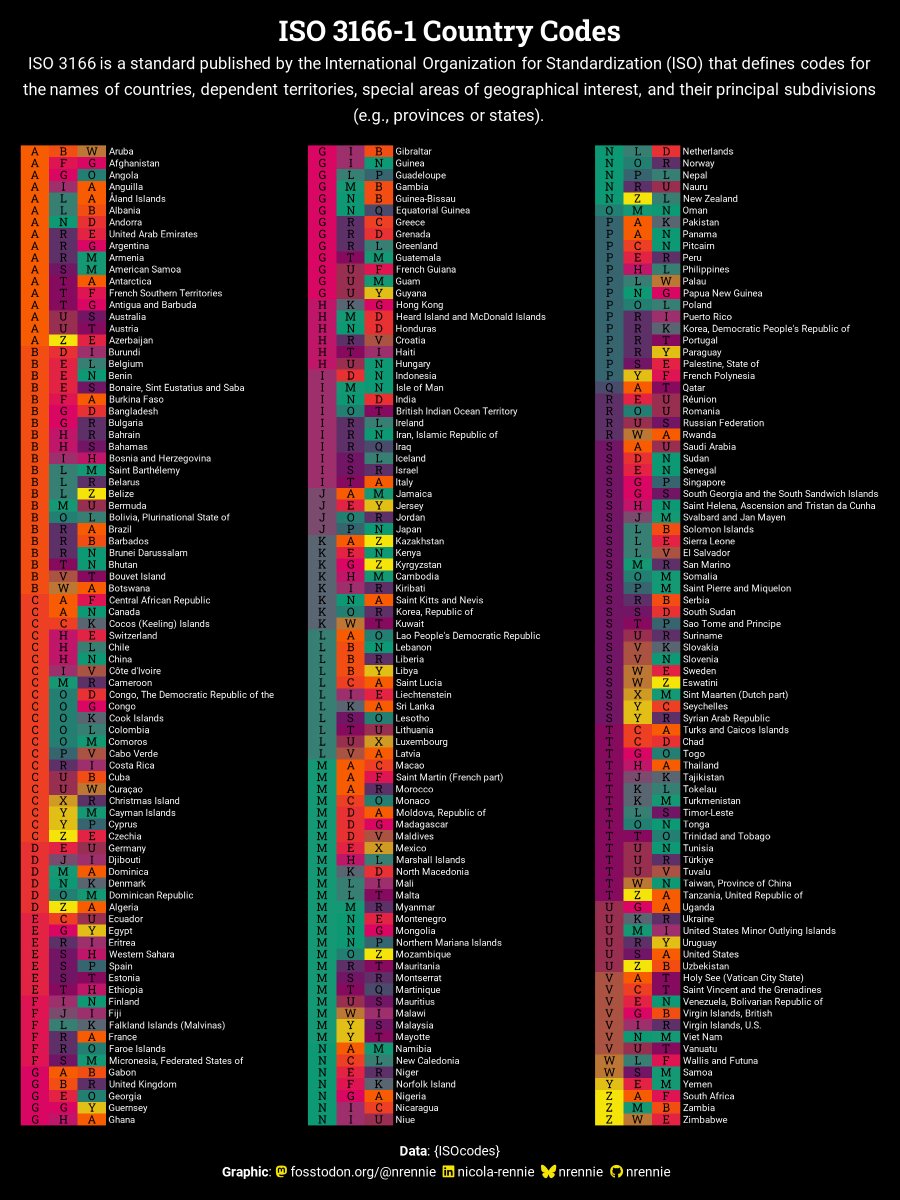 ISO 3166-1 Country Codes
ISO 3166 is a standard published by the International Organization for Standardization (ISO) that defines codes for
the names of countries, dependent territories, special areas of geographical interest, and their principal subdivisions
(e.g., provinces or states).
A B W Aruba
A F G Afghanistan
A G O Angola
A I A Anguilla
A L A Åland Islands
A L B Albania
A N D Andorra
A R E United Arab Emirates
A R G Argentina
A R M Armenia
A S M American Samoa
A T A Antarctica
A T F French Southern Territories
A T G Antigua and Barbuda
A U S Australia
A U T Austria
A Z E Azerbaijan
B D I Burundi
B E L Belgium
B E N Benin
B E S Bonaire, Sint Eustatius and Saba
B F A Burkina Faso
B G D Bangladesh
B G R Bulgaria
B H R Bahrain
B H S Bahamas
B I H Bosnia and Herzegovina
B L M Saint Barthélemy
B L R Belarus
B L Z Belize
B M U Bermuda
B O L Bolivia, Plurinational State of
B R A Brazil
B R B Barbados
B R N Brunei Darussalam
B T N Bhutan
B V T Bouvet Island
B W A Botswana
C A F Central African Republic
C A N Canada
C C K Cocos (Keeling) Islands
C H E Switzerland
C H L Chile
C H N China
C I V Côte d'Ivoire
C M R Cameroon
C O D Congo, The Democratic Republic of the
C O G Congo
C O K Cook Islands
C O L Colombia
C O M Comoros
C P V Cabo Verde
C R I Costa Rica
C U B Cuba
C U W Curaçao
C X R Christmas Island
C Y M Cayman Islands
C Y P Cyprus
C Z E Czechia
D E U Germany
D J I Djibouti
D M A Dominica
D N K Denmark
D O M Dominican Republic
D Z A Algeria
E C U Ecuador
E G Y Egypt
E R I Eritrea
E S H Western Sahara
E S P Spain
E S T Estonia
E T H Ethiopia
F I N Finland
F J I Fiji
F L K Falkland Islands (Malvinas)
F R A France
F R O Faroe Islands
F S M Micronesia, Federated States of
G A B Gabon
G B R United Kingdom
G E O Georgia
G G Y Guernsey
G H A Ghana
G I B Gibraltar
G I N Guinea
G L P Guadeloupe
G M B Gambia
G N B Guinea-Bissau
G N Q Equatorial Guinea
G R C Greece
G R D Grenada
G R L Greenland
G T M Guatemala
G U F French Guiana
G U M Guam
G U Y Guyana
H K G Hong Kong
H M D Heard Island and McDonald Islands
H N D Honduras
H R V Croatia
H T I Haiti
H U N Hungary
I D N Indonesia
I M N Isle of Man
I N D India
I O T British Indian Ocean Territory
I R L Ireland
I R N Iran, Islamic Republic of
I R Q Iraq
I S L Iceland
I S R Israel
I T A Italy
J A M Jamaica
J E Y Jersey
J O R Jordan
J P N Japan
K A Z Kazakhstan
K E N Kenya
K G Z Kyrgyzstan
K H M Cambodia
K I R Kiribati
K N A Saint Kitts and Nevis
K O R Korea, Republic of
K W T Kuwait
L A O Lao People's Democratic Republic
L B N Lebanon
L B R Liberia
L B Y Libya
L C A Saint Lucia
L I E Liechtenstein
L K A Sri Lanka
L S O Lesotho
L T U Lithuania
L U X Luxembourg
L V A Latvia
M A C Macao
M A F Saint Martin (French part)
M A R Morocco
M C O Monaco
M D A Moldova, Republic of
M D G Madagascar
M D V Maldives
M E X Mexico
M H L Marshall Islands
M K D North Macedonia
M L I Mali
M L T Malta
M M R Myanmar
M N E Montenegro
M N G Mongolia
M N P Northern Mariana Islands
M O Z Mozambique
M R T Mauritania
M S R Montserrat
M T Q Martinique
M U S Mauritius
M W I Malawi
M Y S Malaysia
M Y T Mayotte
N A M Namibia
N C L New Caledonia
N E R Niger
N F K Norfolk Island
N G A Nigeria
N I C Nicaragua
N I U Niue
N L D Netherlands
N O R Norway
N P L Nepal
N R U Nauru
N Z L New Zealand
O M N Oman
P A K Pakistan
P A N Panama
P C N Pitcairn
P E R Peru
P H L Philippines
P L W Palau
P N G Papua New Guinea
P O L Poland
P R I Puerto Rico
P R K Korea, Democratic People's Republic of
P R T Portugal
P R Y Paraguay
P S E Palestine, State of
P Y F French Polynesia
Q A T Qatar
R E U Réunion
R O U Romania
R U S Russian Federation
R W A Rwanda
S A U Saudi Arabia
S D N Sudan
S E N Senegal
S G P Singapore
S G S South Georgia and the South Sandwich Islands
S H N Saint Helena, Ascension and Tristan da Cunha
S J M Svalbard and Jan Mayen
S L B Solomon Islands
S L E Sierra Leone
S L V El Salvador
S M R San Marino
S O M Somalia
S P M Saint Pierre and Miquelon
S R B Serbia
S S D South Sudan
S T P Sao Tome and Principe
S U R Suriname
S V K Slovakia
S V N Slovenia
S W E Sweden
S W Z Eswatini
S X M Sint Maarten (Dutch part)
S Y C Seychelles
S Y R Syrian Arab Republic
T C A Turks and Caicos Islands
T C D Chad
T G O Togo
T H A Thailand
T J K Tajikistan
T K L Tokelau
T K M Turkmenistan
T L S Timor-Leste
T O N Tonga
T T O Trinidad and Tobago
T U N Tunisia
T U R Türkiye
T U V Tuvalu
T W N Taiwan, Province of China
T Z A Tanzania, United Republic of
U G A Uganda
U K R Ukraine
U M I United States Minor Outlying Islands
U R Y Uruguay
U S A United States
U Z B Uzbekistan
V A T Holy See (Vatican City State)
V C T Saint Vincent and the Grenadines
V E N Venezuela, Bolivarian Republic of
V G B Virgin Islands, British
V I R Virgin Islands, U.S.
V N M Viet Nam
V U T Vanuatu
W L F Wallis and Futuna
W S M Samoa
Y E M Yemen
Z A F South Africa
Z M B Zambia
Z W E Zimbabwe
Data: {ISOcodes}
Graphic: fosstodon.org/@nrennie nicola-rennie nrennie nrennie